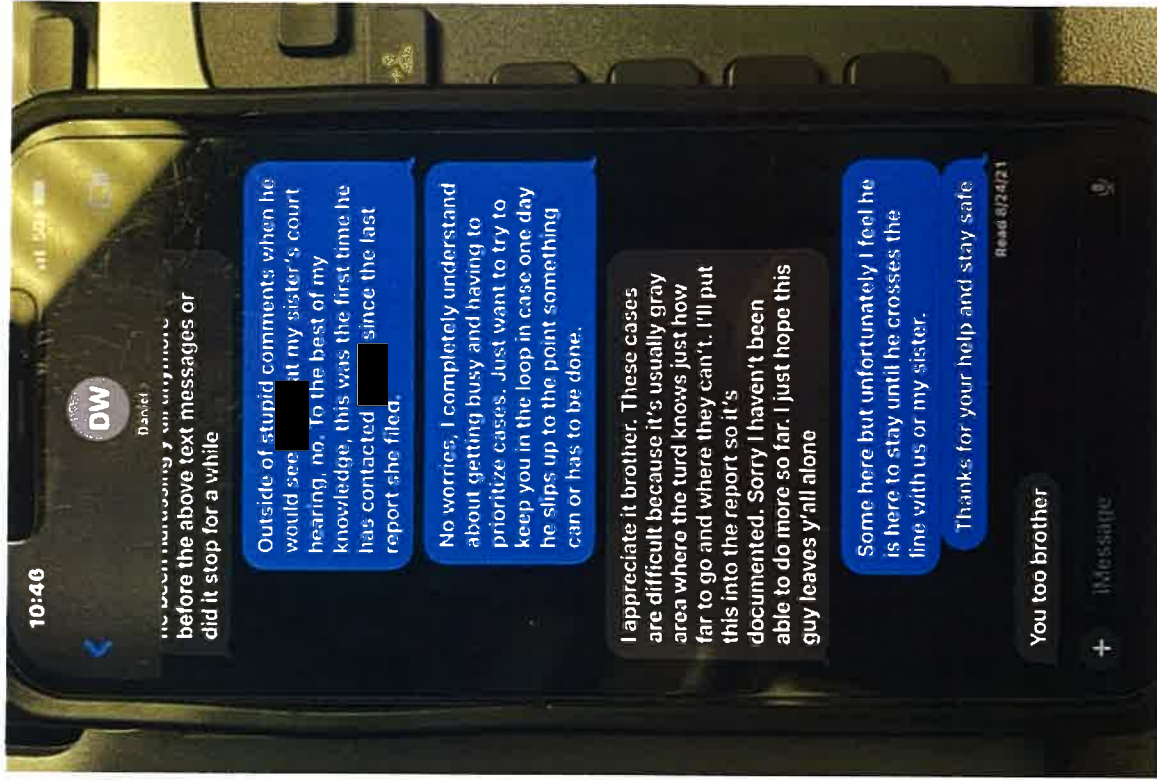 10:46
DW
Daniel
before the above text messages or
did it stop for a while
Outside of stupid comments when he
would see at my sister's court
hearing, no. To the best of my
knowledge, this was the first time he
has contacted since the last
report she filed.
No worries, I completely understand
about getting busy and having to
prioritize cases. Just want to try to
keep you in the loop in case one day
he slips up to the point something
can or has to be done.
I appreciate it brother. These cases
are difficult because it's usually gray
area where the turd knows just how
far to go and where they can't. I'll put
this into the report so it's
documented. Sorry I haven't been
able to do more so far. I just hope this
guy leaves y'all alone
Some here but unfortunately I feel he
is here to stay until he crosses the
line with us or my sister.
Thanks for your help and stay safe
Read 8/24/21
You too brother
+ iMessage